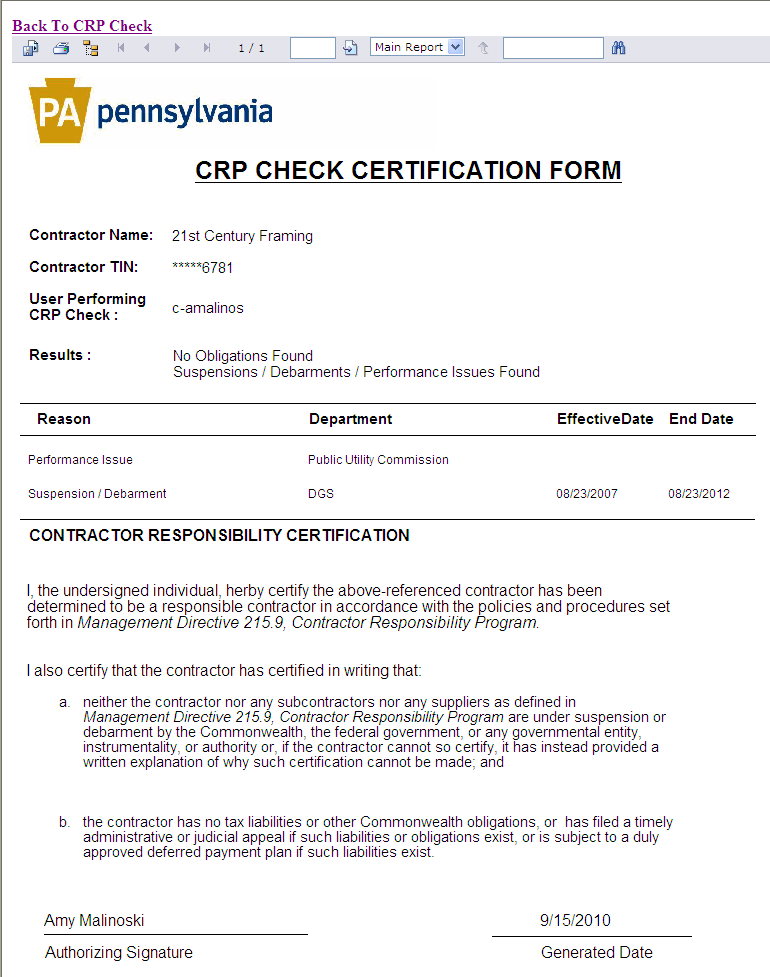 Back To CRP Check
1 / 1
Main Report
PA pennsylvania
CRP CHECK CERTIFICATION FORM
Contractor Name: 21st Century Framing
Contractor TIN: *****6781
User Performing
CRP Check : c-amalinos
Results : No Obligations Found
Suspensions / Debarments / Performance Issues Found
Reason Department EffectiveDate End Date
Performance Issue Public Utility Commission
Suspension / Debarment DGS 08/23/2007 08/23/2012
CONTRACTOR RESPONSIBILITY CERTIFICATION
I, the undersigned individual, herby certify the above-referenced contractor has been
determined to be a responsible contractor in accordance with the policies and procedures set
forth in Management Directive 215.9, Contractor Responsibility Program.
I also certify that the contractor has certified in writing that:
a. neither the contractor nor any subcontractors nor any suppliers as defined in
Management Directive 215.9, Contractor Responsibility Program are under suspension or
debarment by the Commonwealth, the federal government, or any governmental entity,
instrumentality, or authority or, if the contractor cannot so certify, it has instead provided a
written explanation of why such certification cannot be made; and
b. the contractor has no tax liabilities or other Commonwealth obligations, or has filed a timely
administrative or judicial appeal if such liabilities or obligations exist, or is subject to a duly
approved deferred payment plan if such liabilities exist.
Amy Malinoski 9/15/2010
Authorizing Signature Generated Date